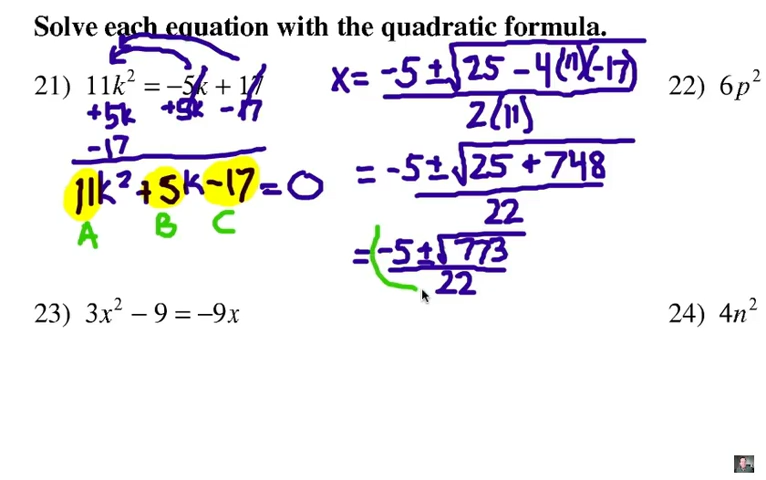 Solve each equation with the quadratic formula.
21) 11k² = −5k + 17
+5k +5k −17
−17
11k² + 5k − 17 = 0
A B C
x = -5 ± √25 − 4(11)(-17)
2(11)
= -5 ± √25 + 748
22
= -5 ± √773
22
22) 6p²
23) 3x² − 9 = −9x
24) 4n²